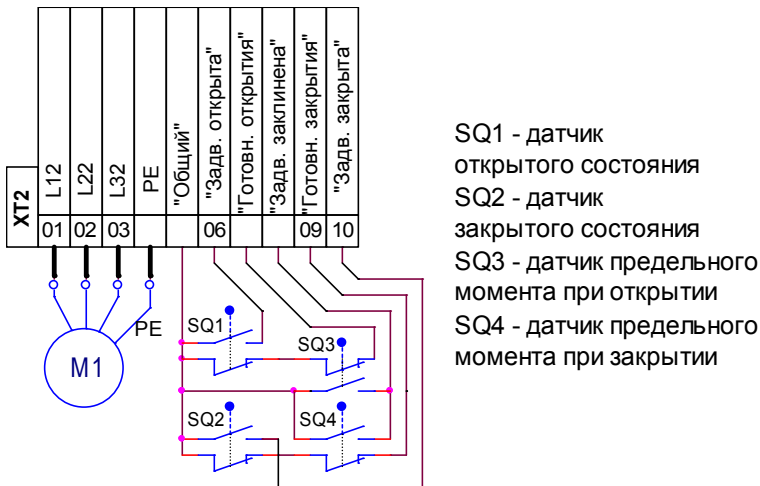 XT2
L12
L22
L32
PE
"Общий"
"Задв. открыта"
"Готовн. открытия"
"Задв. заклинена"
"Готовн. закрытия"
"Задв. закрыта"
01
02
03
06
09
10
PE
M1
SQ1
SQ3
SQ2
SQ4
SQ1 - датчик
открытого состояния
SQ2 - датчик
закрытого состояния
SQ3 - датчик предельного
момента при открытии
SQ4 - датчик предельного
момента при закрытии